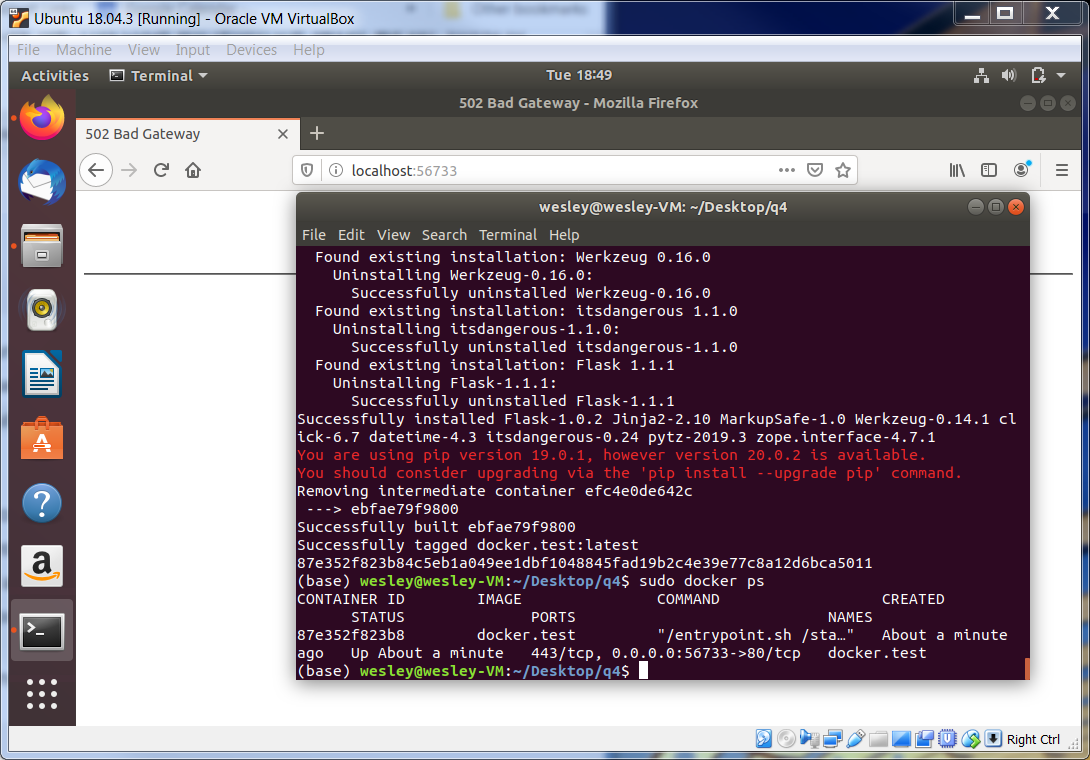 Ubuntu 18.04.3 [Running] - Oracle VM VirtualBox
File Machine View Input Devices Help
Activities Terminal Tue 18:49
502 Bad Gateway - Mozilla Firefox
502 Bad Gateway
localhost:56733
wesley@wesley-VM: ~/Desktop/q4
File Edit View Search Terminal Help
Found existing installation: Werkzeug 0.16.0
Uninstalling Werkzeug-0.16.0:
Successfully uninstalled Werkzeug-0.16.0
Found existing installation: itsdangerous 1.1.0
Uninstalling itsdangerous-1.1.0:
Successfully uninstalled itsdangerous-1.1.0
Found existing installation: Flask 1.1.1
Uninstalling Flask-1.1.1:
Successfully uninstalled Flask-1.1.1
Successfully installed Flask-1.0.2 Jinja2-2.10 MarkupSafe-1.0 Werkzeug-0.14.1 cl
ick-6.7 datetime-4.3 itsdangerous-0.24 pytz-2019.3 zope.interface-4.7.1
You are using pip version 19.0.1, however version 20.0.2 is available.
You should consider upgrading via the 'pip install --upgrade pip' command.
Removing intermediate container efc4e0de642c
---> ebfae79f9800
Successfully built ebfae79f9800
Successfully tagged docker.test:latest
87e352f823b84c5eb1a049ee1dbf1048845fad19b2c4e39e77c8a12d6bca5011
(base) wesley@wesley-VM:~/Desktop/q4$ sudo docker ps
CONTAINER ID IMAGE COMMAND CREATED
STATUS PORTS NAMES
87e352f823b8 docker.test "/entrypoint.sh /sta…" About a minute
ago Up About a minute 443/tcp, 0.0.0.0:56733->80/tcp docker.test
(base) wesley@wesley-VM:~/Desktop/q4$
Right Ctrl